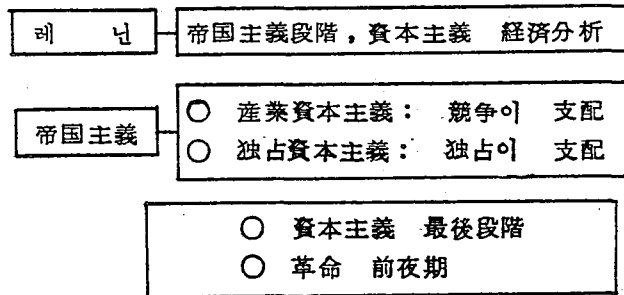 레 닌 帝国主義段階, 資本主義 経済分析
帝国主義
○ 産業資本主義: 競争이 支配
○ 独占資本主義: 独占이 支配
○ 資本主義 最後段階
○ 革命 前夜期